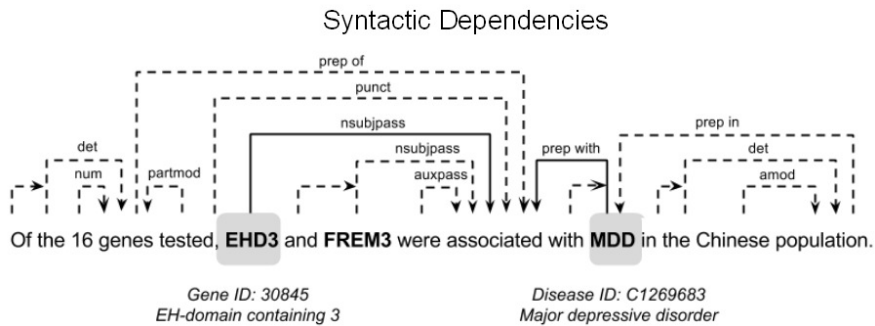 Syntactic Dependencies
prep of
punct
nsubjpass
prep in
det
nsubjpass
prep with
det
num
partmod
auxpass
amod
Of the 16 genes tested, EHD3 and FREM3 were associated with MDD in the Chinese population.
Gene ID: 30845
EH-domain containing 3
Disease ID: C1269683
Major depressive disorder